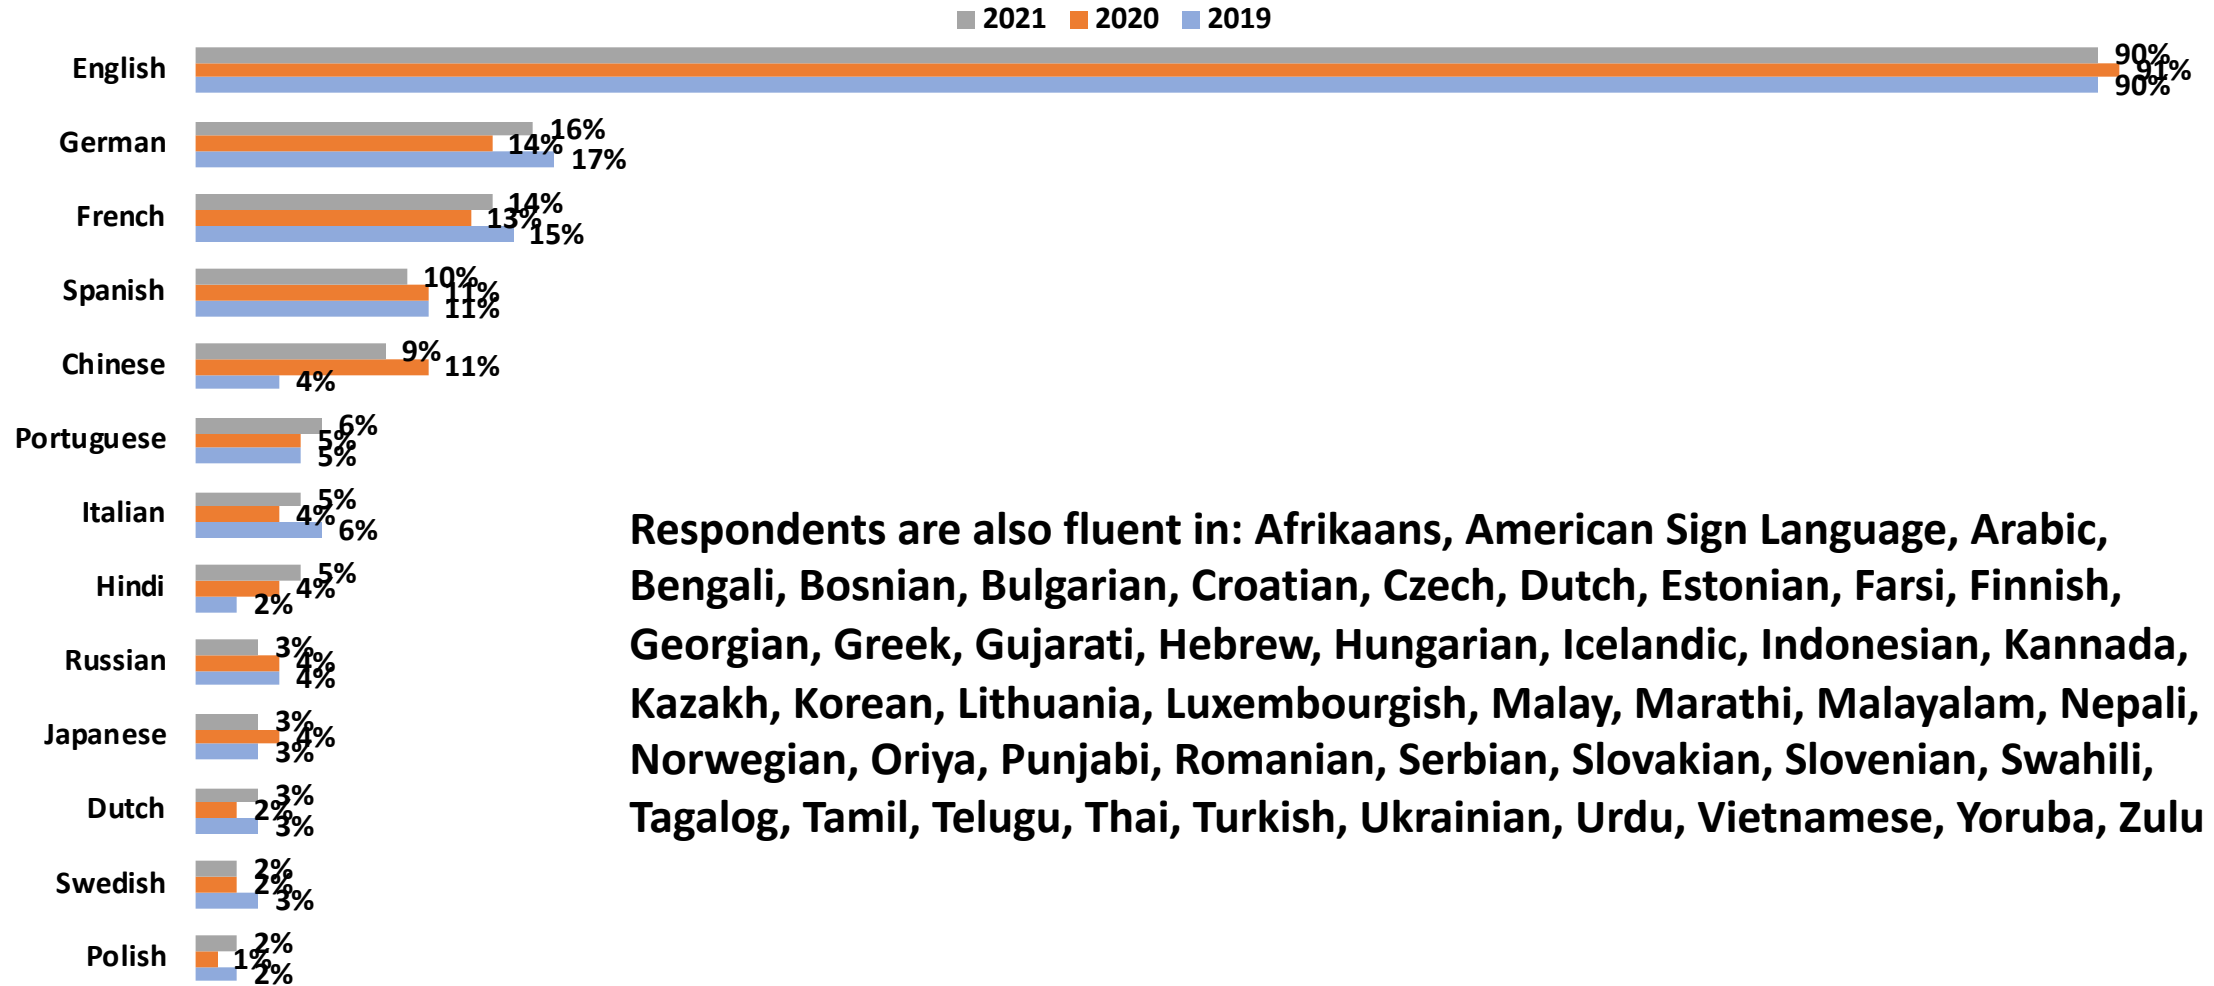 2021 2020 2019
English 90% 91% 90%
German 16% 14% 17%
French 14% 13% 15%
Spanish 10% 11% 11%
Chinese 9% 11% 4%
Portuguese 6% 5% 5%
Italian 5% 4% 6%
Hindi 5% 4% 2%
Russian 3% 4% 4%
Japanese 3% 4% 3%
Dutch 3% 2% 3%
Swedish 2% 2% 3%
Polish 2% 1% 2%
Respondents are also fluent in: Afrikaans, American Sign Language, Arabic,
Bengali, Bosnian, Bulgarian, Croatian, Czech, Dutch, Estonian, Farsi, Finnish,
Georgian, Greek, Gujarati, Hebrew, Hungarian, Icelandic, Indonesian, Kannada,
Kazakh, Korean, Lithuania, Luxembourgish, Malay, Marathi, Malayalam, Nepali,
Norwegian, Oriya, Punjabi, Romanian, Serbian, Slovakian, Slovenian, Swahili,
Tagalog, Tamil, Telugu, Thai, Turkish, Ukrainian, Urdu, Vietnamese, Yoruba, Zulu